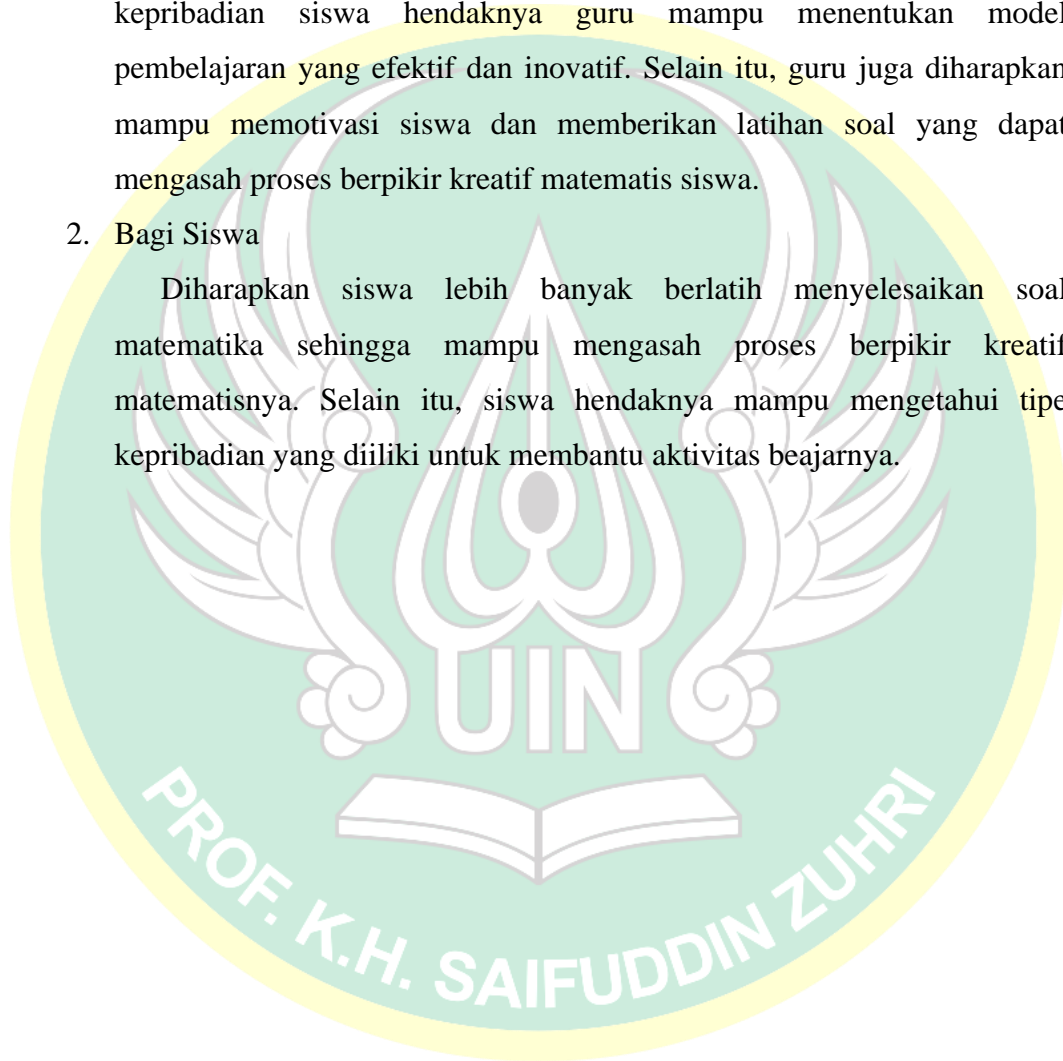 kepribadian siswa hendaknya guru mampu menentukan model
pembelajaran yang efektif dan inovatif. Selain itu, guru juga diharapkan
mampu memotivasi siswa dan memberikan latihan soal yang dapat
mengasah proses berpikir kreatif matematis siswa.
2. Bagi Siswa
Diharapkan siswa lebih banyak berlatih menyelesaikan soal
matematika sehingga mampu mengasah proses berpikir kreatif
matematisnya. Selain itu, siswa hendaknya mampu mengetahui tipe
kepribadian yang diiliki untuk membantu aktivitas beajarnya.
UIN
PROF. K.H. SAIFUDDIN ZUHRI